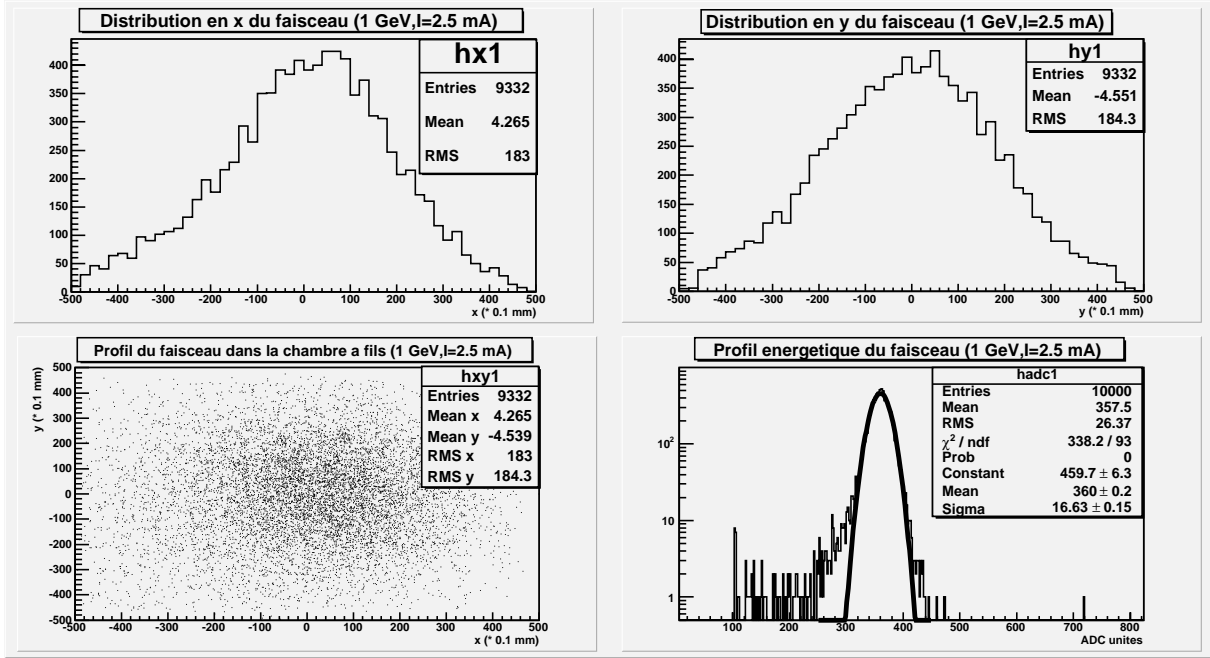 Distribution en x du faisceau (1 GeV,I=2.5 mA)
hx1
Entries 9332
Mean 4.265
RMS 183
400
350
300
250
200
150
100
50
0
-500 -400 -300 -200 -100 0 100 200 300 400 500
x (* 0.1 mm)
Distribution en y du faisceau (1 GeV,I=2.5 mA)
hy1
Entries 9332
Mean -4.551
RMS 184.3
400
350
300
250
200
150
100
50
0
-500 -400 -300 -200 -100 0 100 200 300 400 500
y (* 0.1 mm)
Profil du faisceau dans la chambre a fils (1 GeV,I=2.5 mA)
hxy1
Entries 9332
Mean x 4.265
Mean y -4.539
RMS x 183
RMS y 184.3
y (* 0.1 mm)
500
400
300
200
100
0
-100
-200
-300
-400
-500
-500 -400 -300 -200 -100 0 100 200 300 400 500
x (* 0.1 mm)
Profil energetique du faisceau (1 GeV,I=2.5 mA)
hadc1
Entries 10000
Mean 357.5
RMS 26.37
χ² / ndf 338.2 / 93
Prob 0
Constant 459.7 ± 6.3
Mean 360 ± 0.2
Sigma 16.63 ± 0.15
10²
10
1
100 200 300 400 500 600 700 800
ADC unites